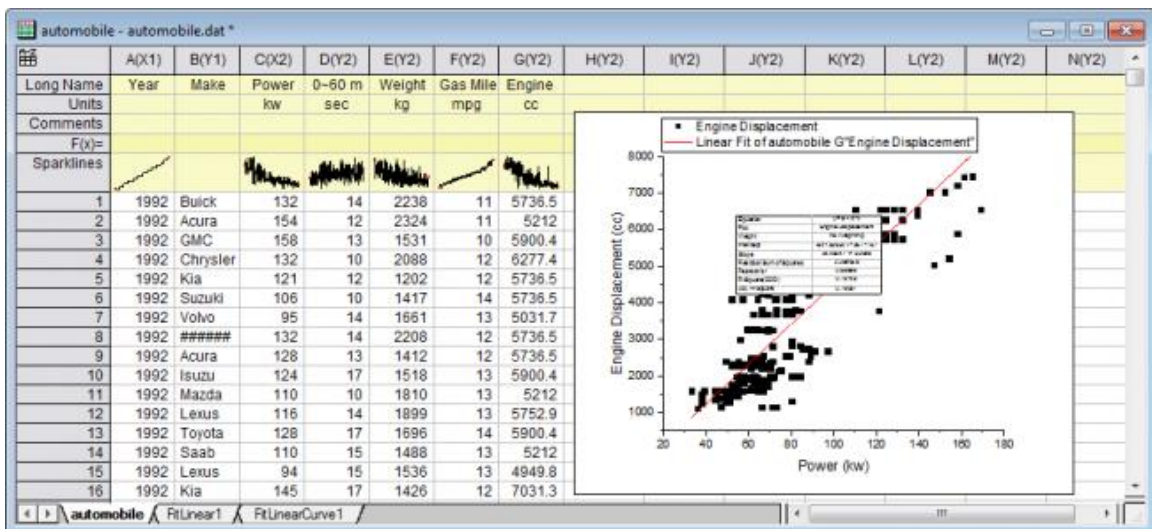 automobile - automobile.dat *
A(X1) B(Y1) C(X2) D(Y2) E(Y2) F(Y2) G(Y2) H(Y2) I(Y2) J(Y2) K(Y2) L(Y2) M(Y2) N(Y2)
Long Name Year Make Power 0~60 m Weight Gas Mile Engine
Units kw sec kg mpg cc
Comments
F(x)=
Sparklines
1 1992 Buick 132 14 2238 11 5736.5
2 1992 Acura 154 12 2324 11 5212
3 1992 GMC 158 13 1531 10 5900.4
4 1992 Chrysler 132 10 2088 12 6277.4
5 1992 Kia 121 12 1202 12 5736.5
6 1992 Suzuki 106 10 1417 14 5736.5
7 1992 Volvo 95 14 1661 13 5031.7
8 1992 ###### 132 14 2208 12 5736.5
9 1992 Acura 128 13 1412 12 5736.5
10 1992 Isuzu 124 17 1518 13 5900.4
11 1992 Mazda 110 10 1810 13 5212
12 1992 Lexus 116 14 1899 13 5752.9
13 1992 Toyota 128 17 1696 14 5900.4
14 1992 Saab 110 15 1488 13 5212
15 1992 Lexus 94 15 1536 13 4949.8
16 1992 Kia 145 17 1426 12 7031.3
Engine Displacement
Linear Fit of automobile G"Engine Displacement"
8000
7000
6000
5000
4000
3000
2000
1000
Engine Displacement (cc)
20 40 60 80 100 120 140 160 180
Power (kw)
automobile FitLinear1 FitLinearCurve1